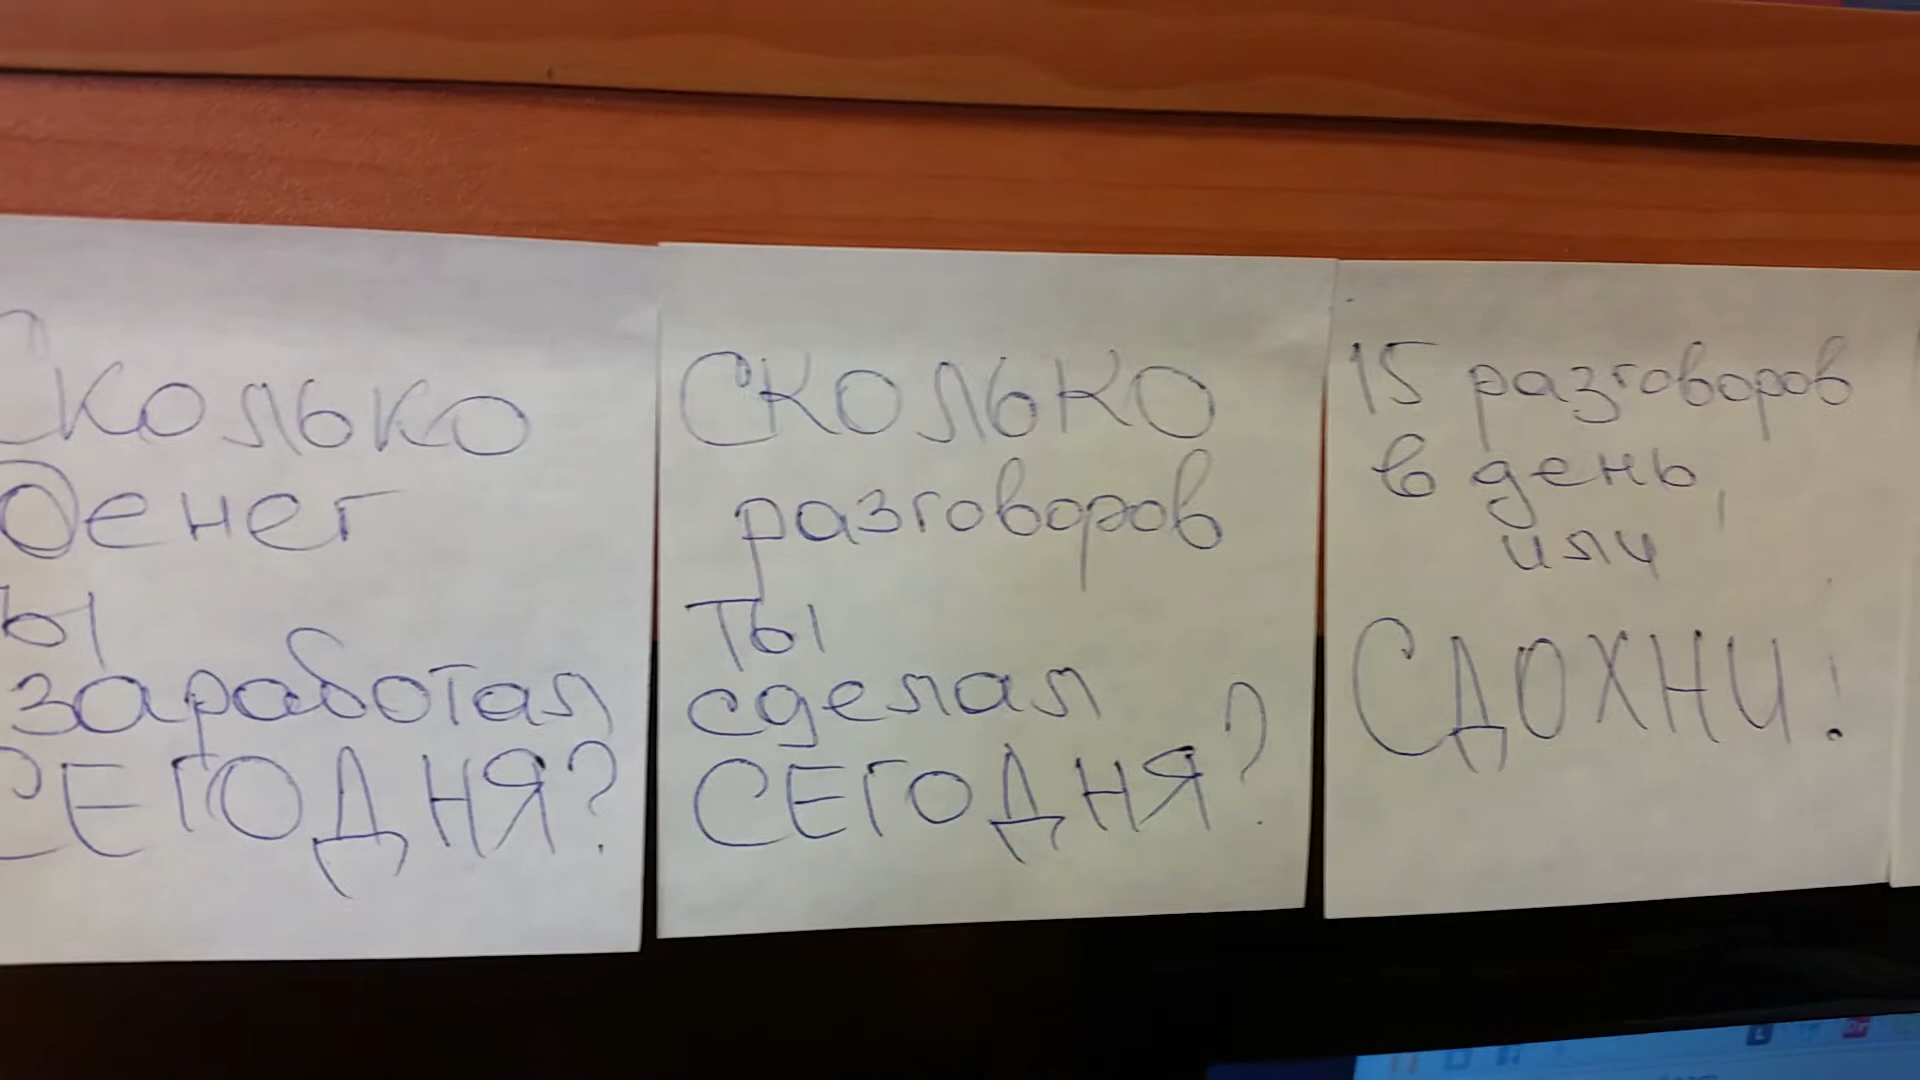 Сколько
денег
ты
заработал
СЕГОДНЯ?
Сколько
разговоров
ты
сделал
СЕГОДНЯ?
15 разговоров
в день,
или
СДОХНИ!